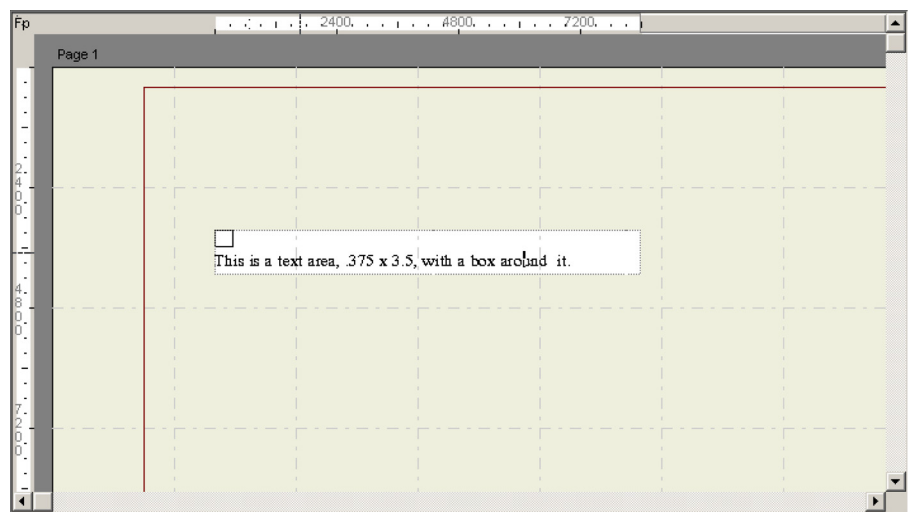 Fp
2400 4800 7200
Page 1
2400
This is a text area, .375 x 3.5, with a box around it.
4800
7200